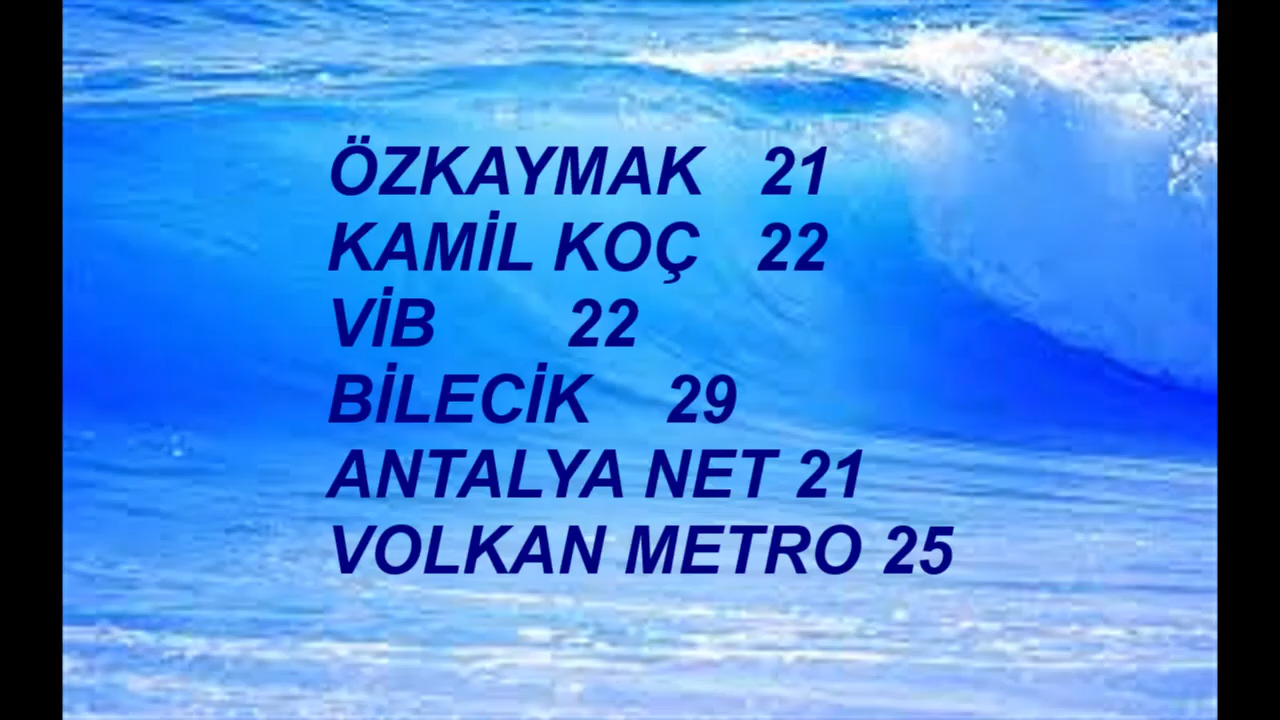 ÖZKAYMAK 21
KAMİL KOÇ 22
VİB 22
BİLECİK 29
ANTALYA NET 21
VOLKAN METRO 25